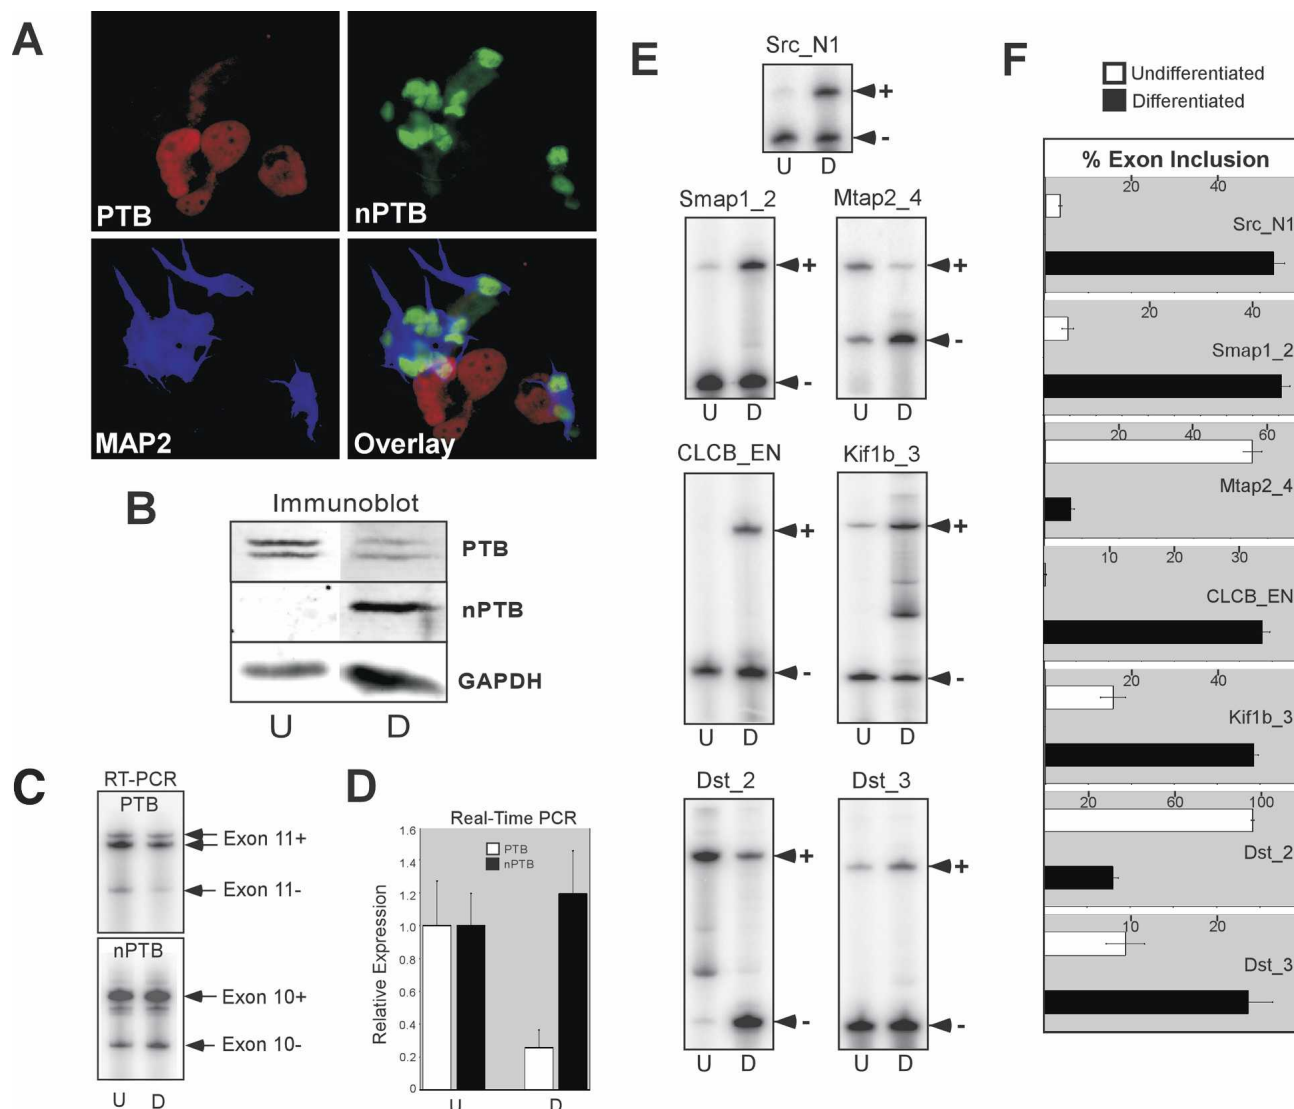 A
PTB
nPTB
MAP2
Overlay
B
Immunoblot
PTB
nPTB
GAPDH
U D
C
RT-PCR
PTB
Exon 11+
Exon 11-
nPTB
Exon 10+
Exon 10-
U D
D
Real-Time PCR
Relative Expression
1.6
1.4
1.2
1.0
0.8
0.6
0.4
0.2
0
PTB
nPTB
U D
E
Src_N1
+
-
U D
Smap1_2
+
-
U D
Mtap2_4
+
-
U D
CLCB_EN
+
-
U D
Kif1b_3
+
-
U D
Dst_2
+
-
U D
Dst_3
+
-
U D
F
Undifferentiated
Differentiated
% Exon Inclusion
20 40
Src_N1
20 40
Smap1_2
20 40 60
Mtap2_4
10 20 30
CLCB_EN
20 40
Kif1b_3
20 60 100
Dst_2
10 20
Dst_3